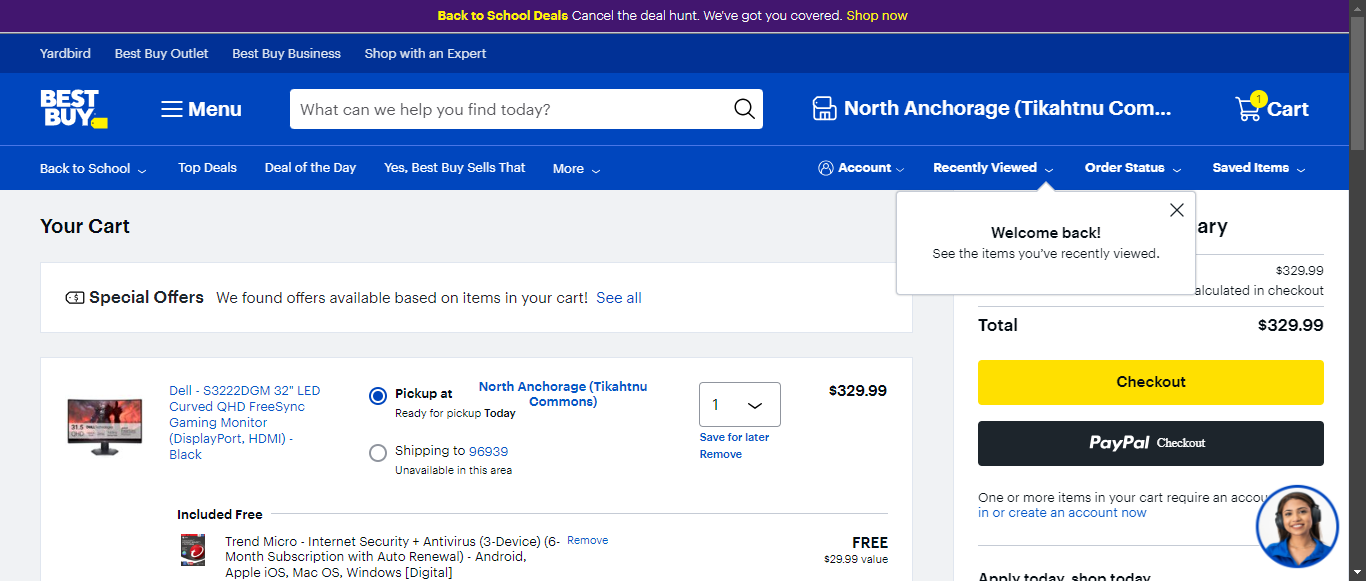 Back to School Deals Cancel the deal hunt. We've got you covered. Shop now
Yardbird Best Buy Outlet Best Buy Business Shop with an Expert
BEST
BUY
Menu
What can we help you find today?
North Anchorage (Tikahtnu Com...
1
Cart
Back to School Top Deals Deal of the Day Yes, Best Buy Sells That More
Account Recently Viewed Order Status Saved Items
Your Cart
Welcome back!
See the items you've recently viewed.
ary
$329.99
alculated in checkout
Special Offers We found offers available based on items in your cart! See all
Total $329.99
Checkout
PayPal Checkout
Dell - S3222DGM 32" LED
Curved QHD FreeSync
Gaming Monitor
(DisplayPort, HDMI) -
Black
Pickup at North Anchorage (Tikahtnu
Commons)
Ready for pickup Today
Shipping to 96939
Unavailable in this area
1
Save for later
Remove
$329.99
One or more items in your cart require an accou
in or create an account now
Included Free
Trend Micro - Internet Security + Antivirus (3-Device) (6-
Month Subscription with Auto Renewal) - Android,
Apple iOS, Mac OS, Windows [Digital]
Remove
FREE
$29.99 value
Apply today, shop today